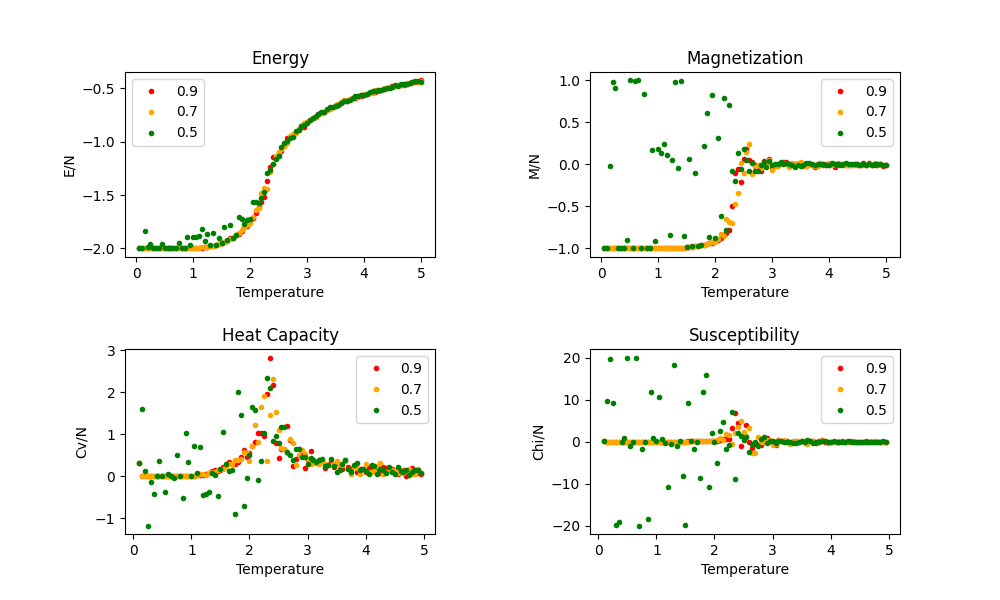 Energy
E/N
−0.5
−1.0
−1.5
−2.0
0.9
0.7
0.5
0 1 2 3 4 5
Temperature
Magnetization
M/N
1.0
0.5
0.0
−0.5
−1.0
0.9
0.7
0.5
0 1 2 3 4 5
Temperature
Heat Capacity
Cv/N
3
2
1
0
−1
0.9
0.7
0.5
0 1 2 3 4 5
Temperature
Susceptibility
Chi/N
20
10
0
−10
−20
0.9
0.7
0.5
0 1 2 3 4 5
Temperature